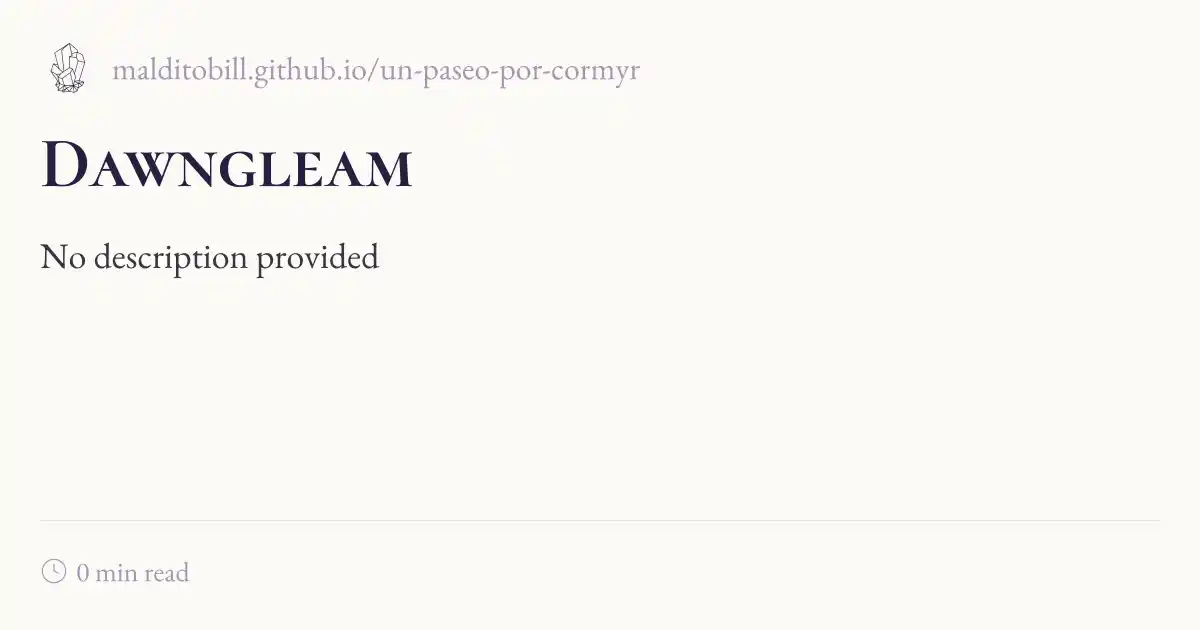 malditobill.github.io/un-paseo-por-cormyr
Dawngleam
No description provided
0 min read